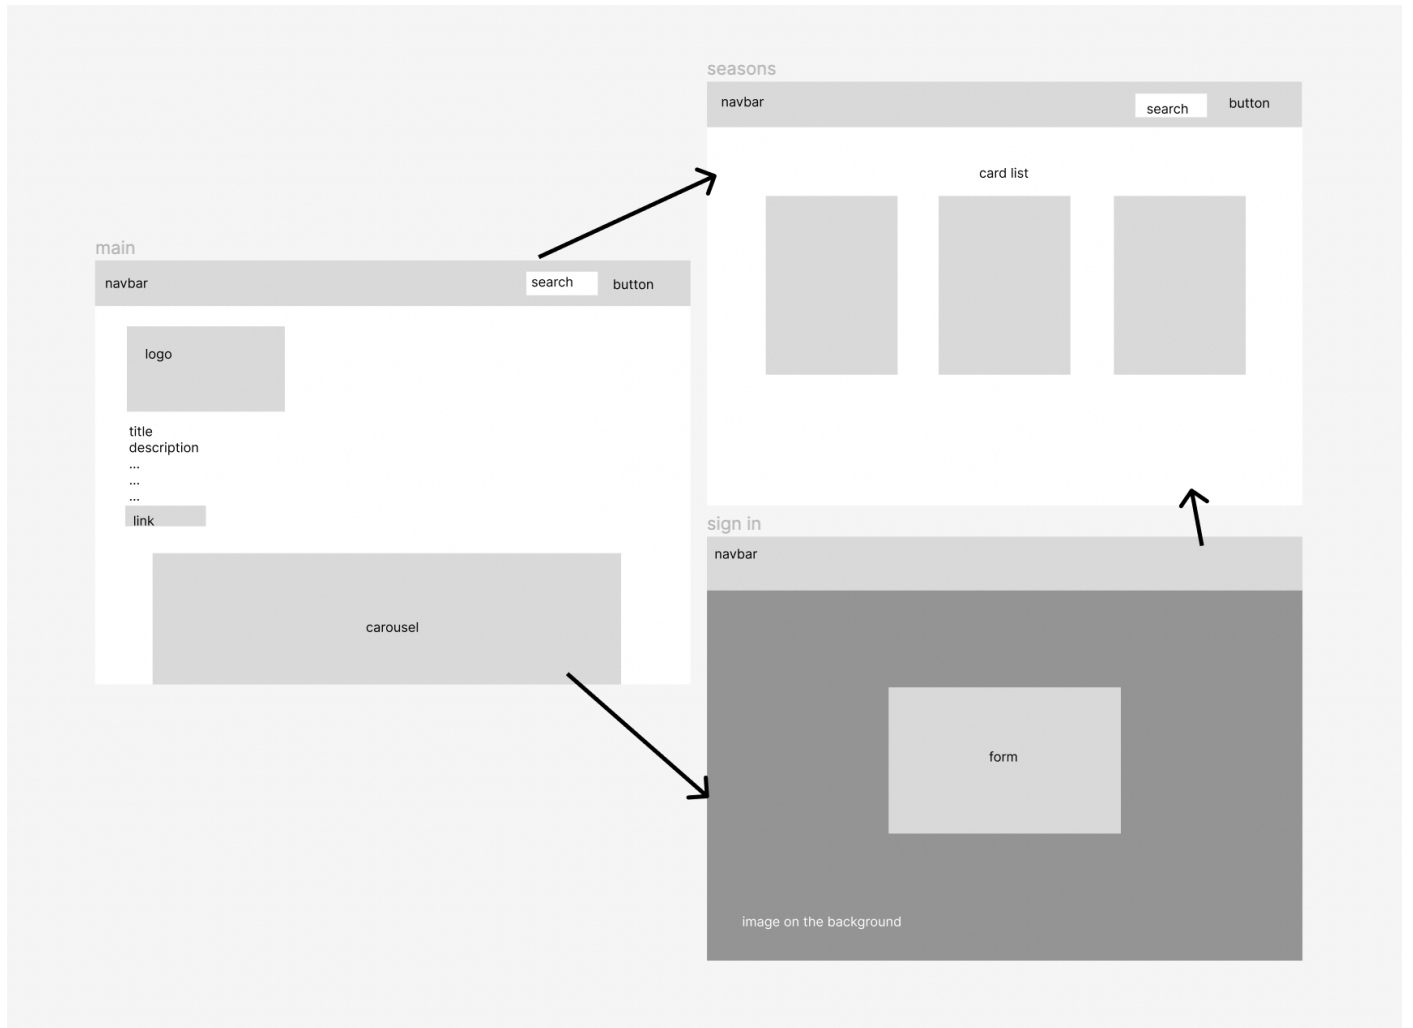 main
navbar
search
button
logo
title
description
...
...
...
link
carousel
seasons
navbar
search
button
card list
sign in
navbar
form
image on the background